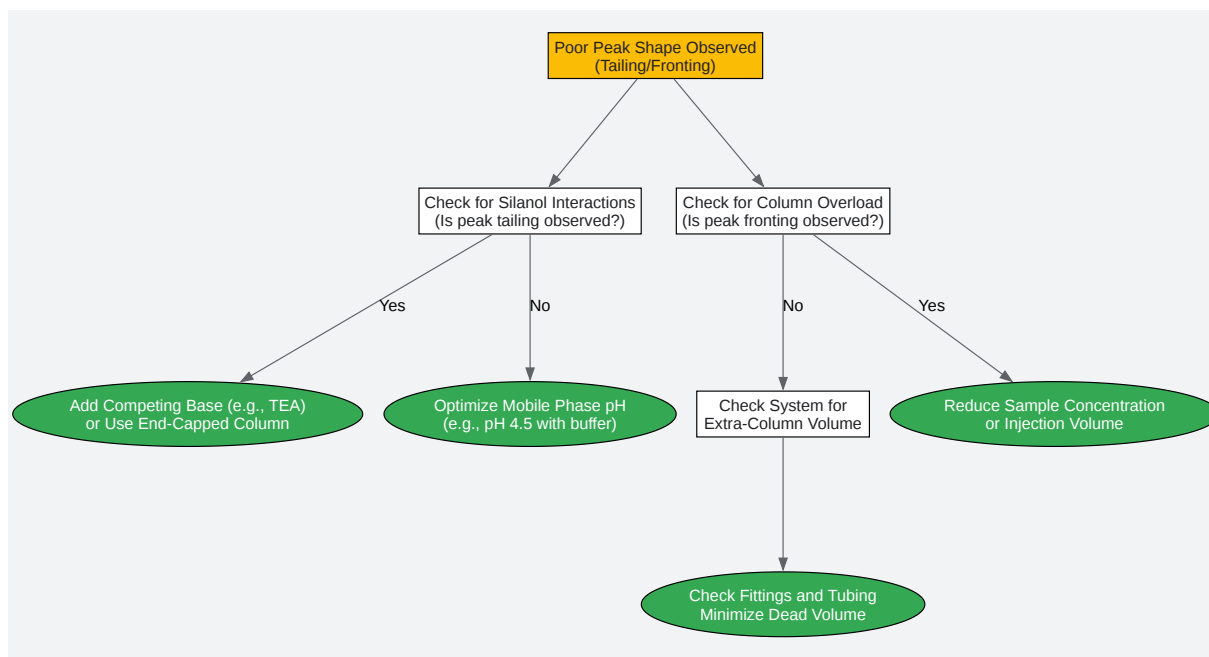 Poor Peak Shape Observed
(Tailing/Fronting)
Check for Silanol Interactions
(Is peak tailing observed?)
Check for Column Overload
(Is peak fronting observed?)
Yes
No
No
Yes
Add Competing Base (e.g., TEA)
or Use End-Capped Column
Optimize Mobile Phase pH
(e.g., pH 4.5 with buffer)
Check System for
Extra-Column Volume
Reduce Sample Concentration
or Injection Volume
Check Fittings and Tubing
Minimize Dead Volume